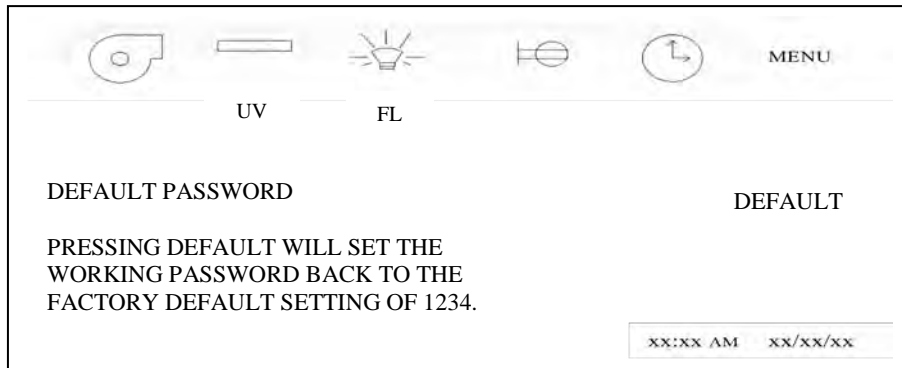 MENU
UV FL
DEFAULT PASSWORD
DEFAULT
PRESSING DEFAULT WILL SET THE
WORKING PASSWORD BACK TO THE
FACTORY DEFAULT SETTING OF 1234.
xx:xx AM xx/xx/xx